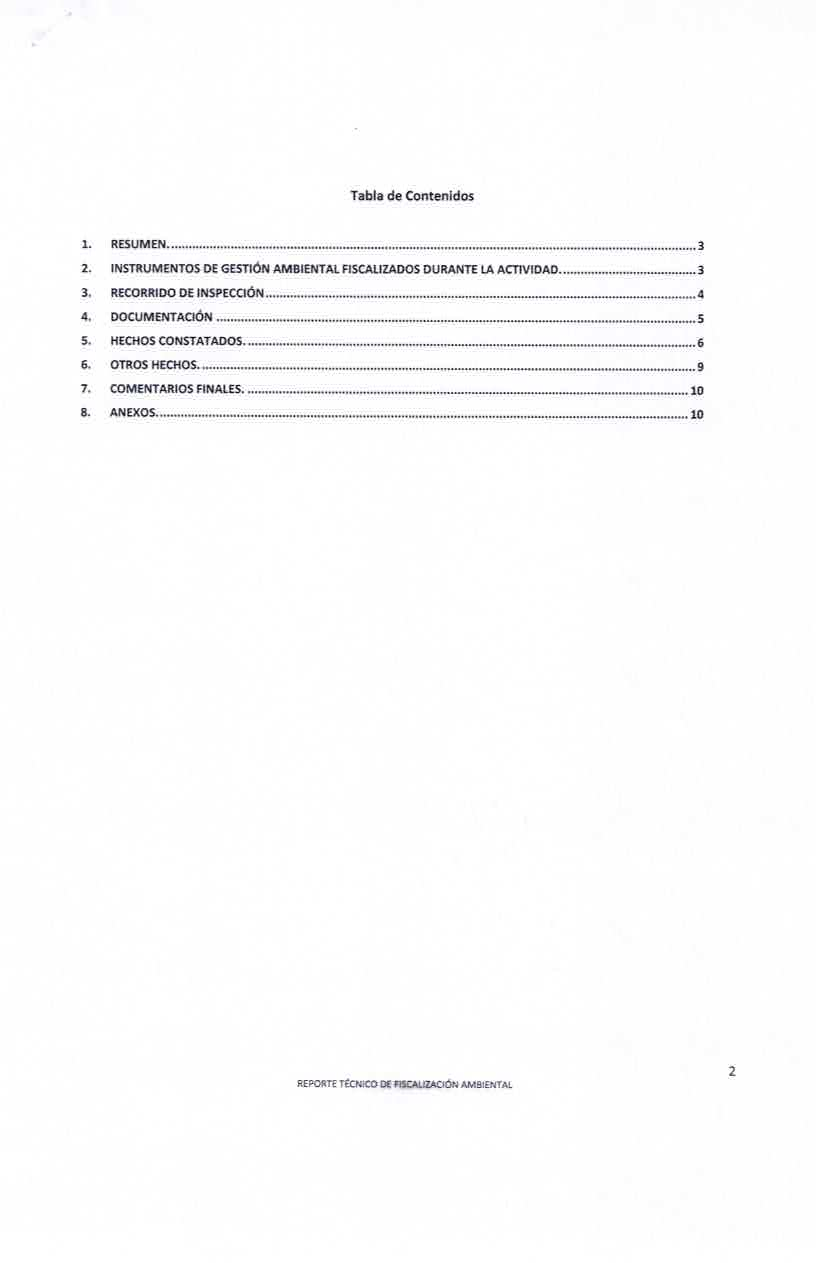 Tabla de Contenidos
1. RESUMEN. 3
2. INSTRUMENTOS DE GESTIÓN AMBIENTAL FISCALIZADOS DURANTE LA ACTIVIDAD. 3
3. RECORRIDO DE INSPECCIÓN 4
4. DOCUMENTACIÓN 5
5. HECHOS CONSTATADOS. 6
6. OTROS HECHOS. 9
7. COMENTARIOS FINALES. 10
8. ANEXOS. 10
2
REPORTE TÉCNICO DE FISCALIZACIÓN AMBIENTAL